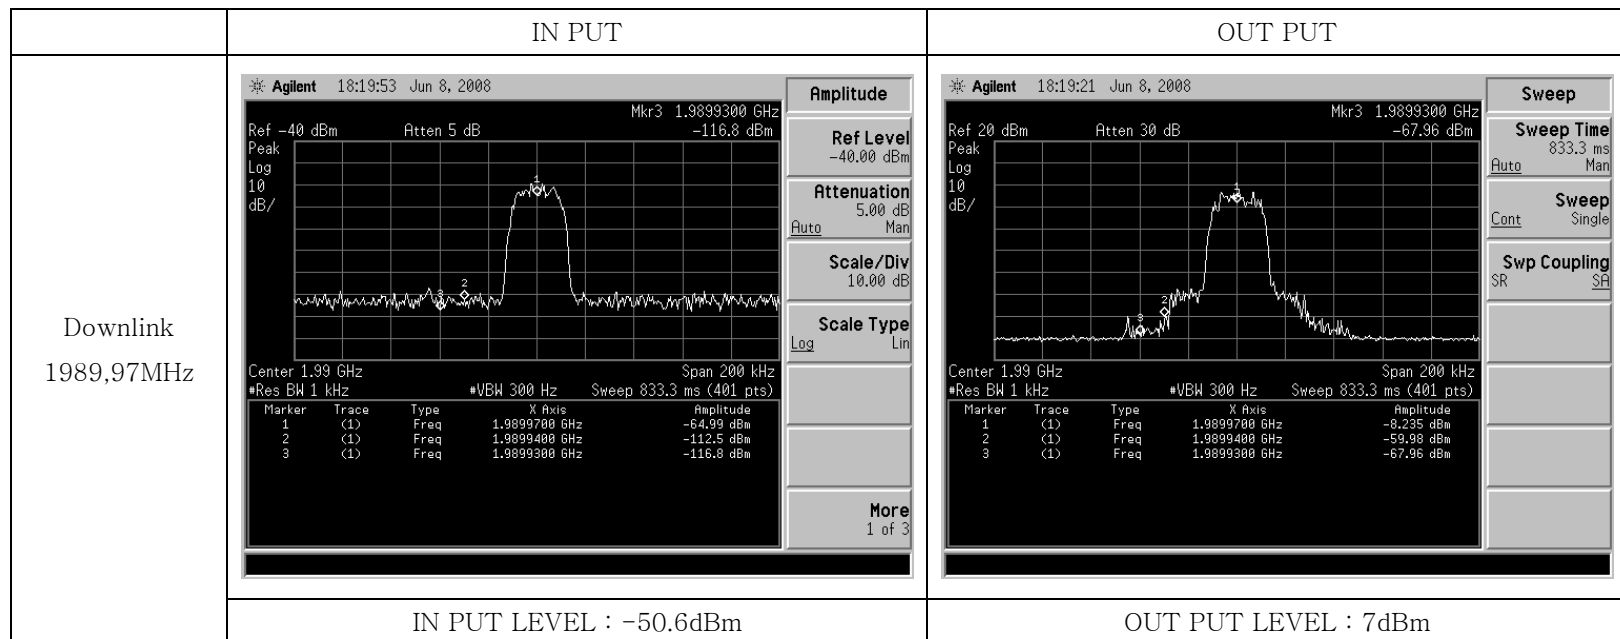 IN PUT
OUT PUT
Downlink
1989,97MHz
Agilent 18:19:53 Jun 8, 2008
Mkr3 1.9899300 GHz
Ref -40 dBm Atten 5 dB -116.8 dBm
Peak
Log
10
dB/
1
2
3
Center 1.99 GHz Span 200 kHz
#Res BW 1 kHz #VBW 300 Hz Sweep 833.3 ms (401 pts)
Marker Trace Type X Axis Amplitude
1 (1) Freq 1.9899700 GHz -64.99 dBm
2 (1) Freq 1.9899400 GHz -112.5 dBm
3 (1) Freq 1.9899300 GHz -116.8 dBm
Amplitude
Ref Level
-40.00 dBm
Attenuation
5.00 dB
Auto Man
Scale/Div
10.00 dB
Scale Type
Log Lin
More
1 of 3
Agilent 18:19:21 Jun 8, 2008
Mkr3 1.9899300 GHz
Ref 20 dBm Atten 30 dB -67.96 dBm
Peak
Log
10
dB/
2
3
Center 1.99 GHz Span 200 kHz
#Res BW 1 kHz #VBW 300 Hz Sweep 833.3 ms (401 pts)
Marker Trace Type X Axis Amplitude
1 (1) Freq 1.9899700 GHz -8.235 dBm
2 (1) Freq 1.9899400 GHz -59.98 dBm
3 (1) Freq 1.9899300 GHz -67.96 dBm
Sweep
Sweep Time
833.3 ms
Auto Man
Sweep
Cont Single
Swp Coupling
SR SA
IN PUT LEVEL : -50.6dBm
OUT PUT LEVEL : 7dBm